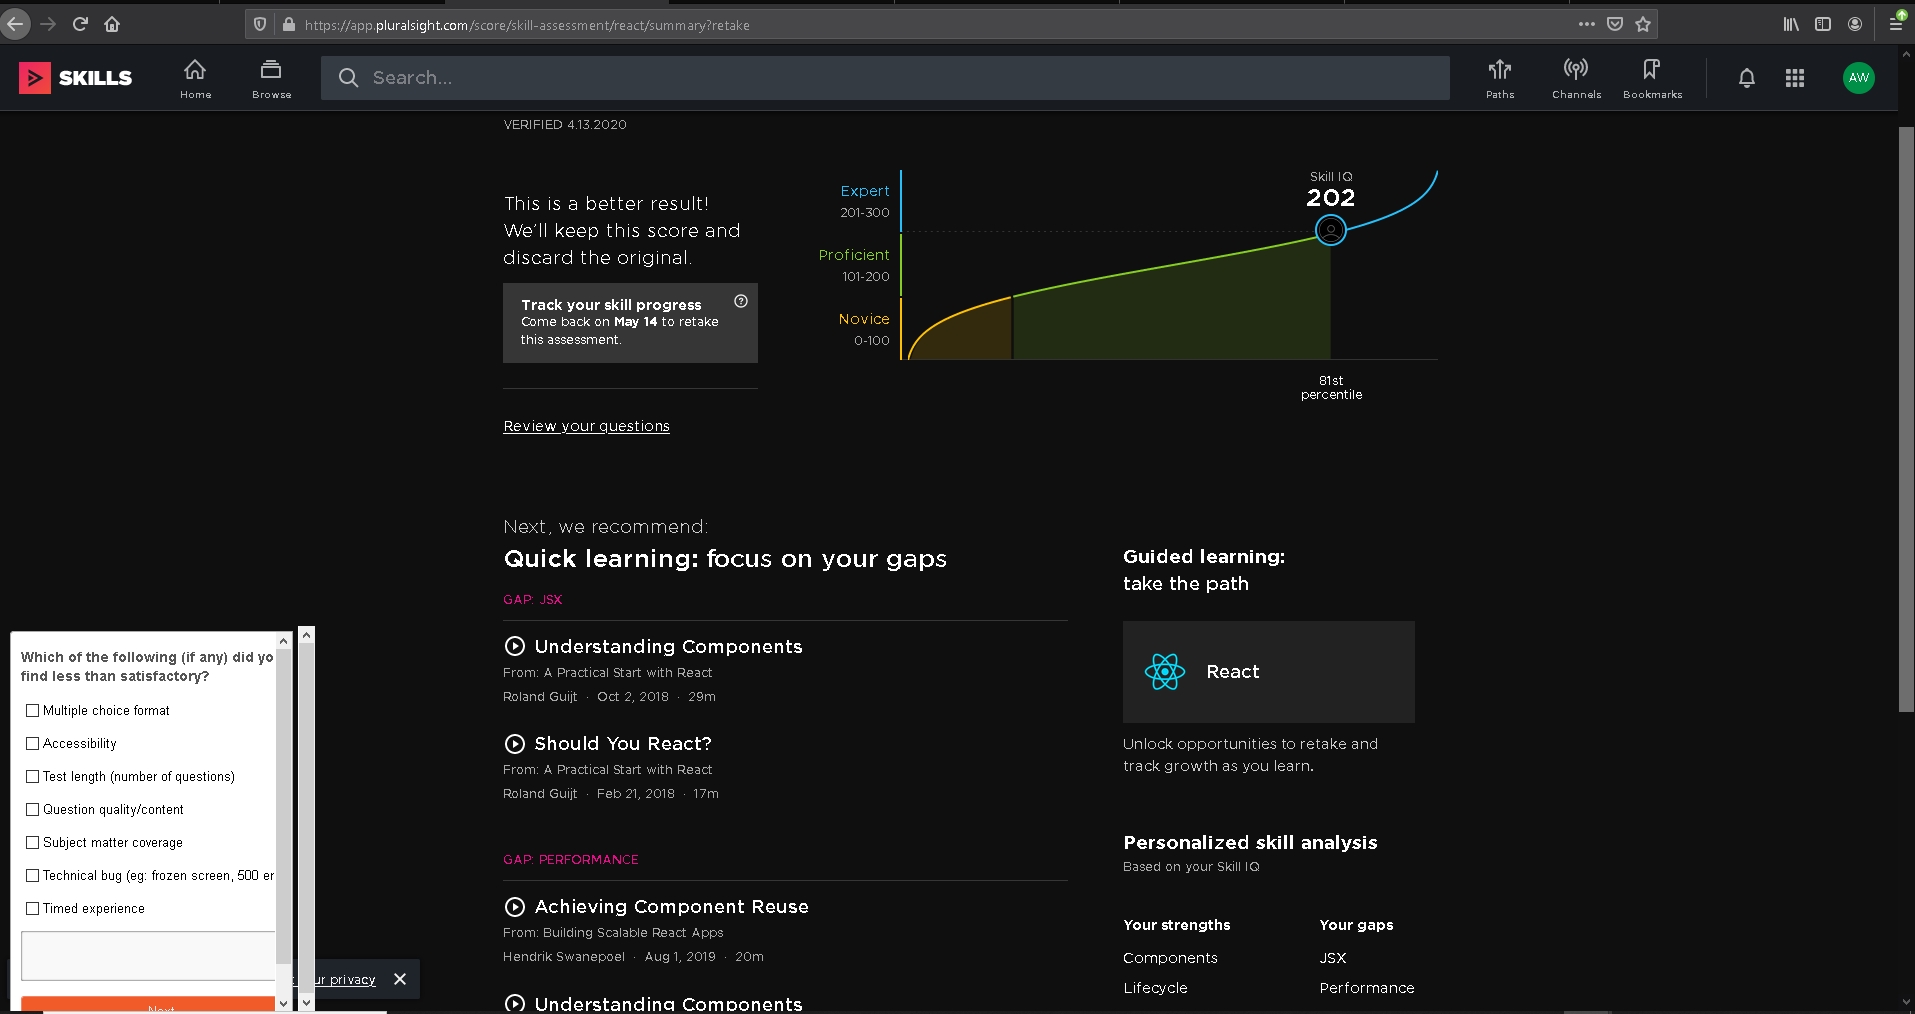 https://app.pluralsight.com/score/skill-assessment/react/summary?retake
SKILLS
Home
Browse
Search...
Paths
Channels
Bookmarks
AW
VERIFIED 4.13.2020
This is a better result!
We'll keep this score and
discard the original.
Track your skill progress
Come back on May 14 to retake
this assessment.
Review your questions
Expert
201-300
Proficient
101-200
Novice
0-100
Skill IQ
202
81st
percentile
Next, we recommend:
Quick learning: focus on your gaps
GAP: JSX
Understanding Components
From: A Practical Start with React
Roland Guijt · Oct 2, 2018 · 29m
Should You React?
From: A Practical Start with React
Roland Guijt · Feb 21, 2018 · 17m
GAP: PERFORMANCE
Achieving Component Reuse
From: Building Scalable React Apps
Hendrik Swanepoel · Aug 1, 2019 · 20m
Understanding Components
Guided learning:
take the path
React
Unlock opportunities to retake and
track growth as you learn.
Personalized skill analysis
Based on your Skill IQ
Your strengths Your gaps
Components JSX
Lifecycle Performance
Which of the following (if any) did yo
find less than satisfactory?
Multiple choice format
Accessibility
Test length (number of questions)
Question quality/content
Subject matter coverage
Technical bug (eg: frozen screen, 500 er
Timed experience
Next
ur privacy